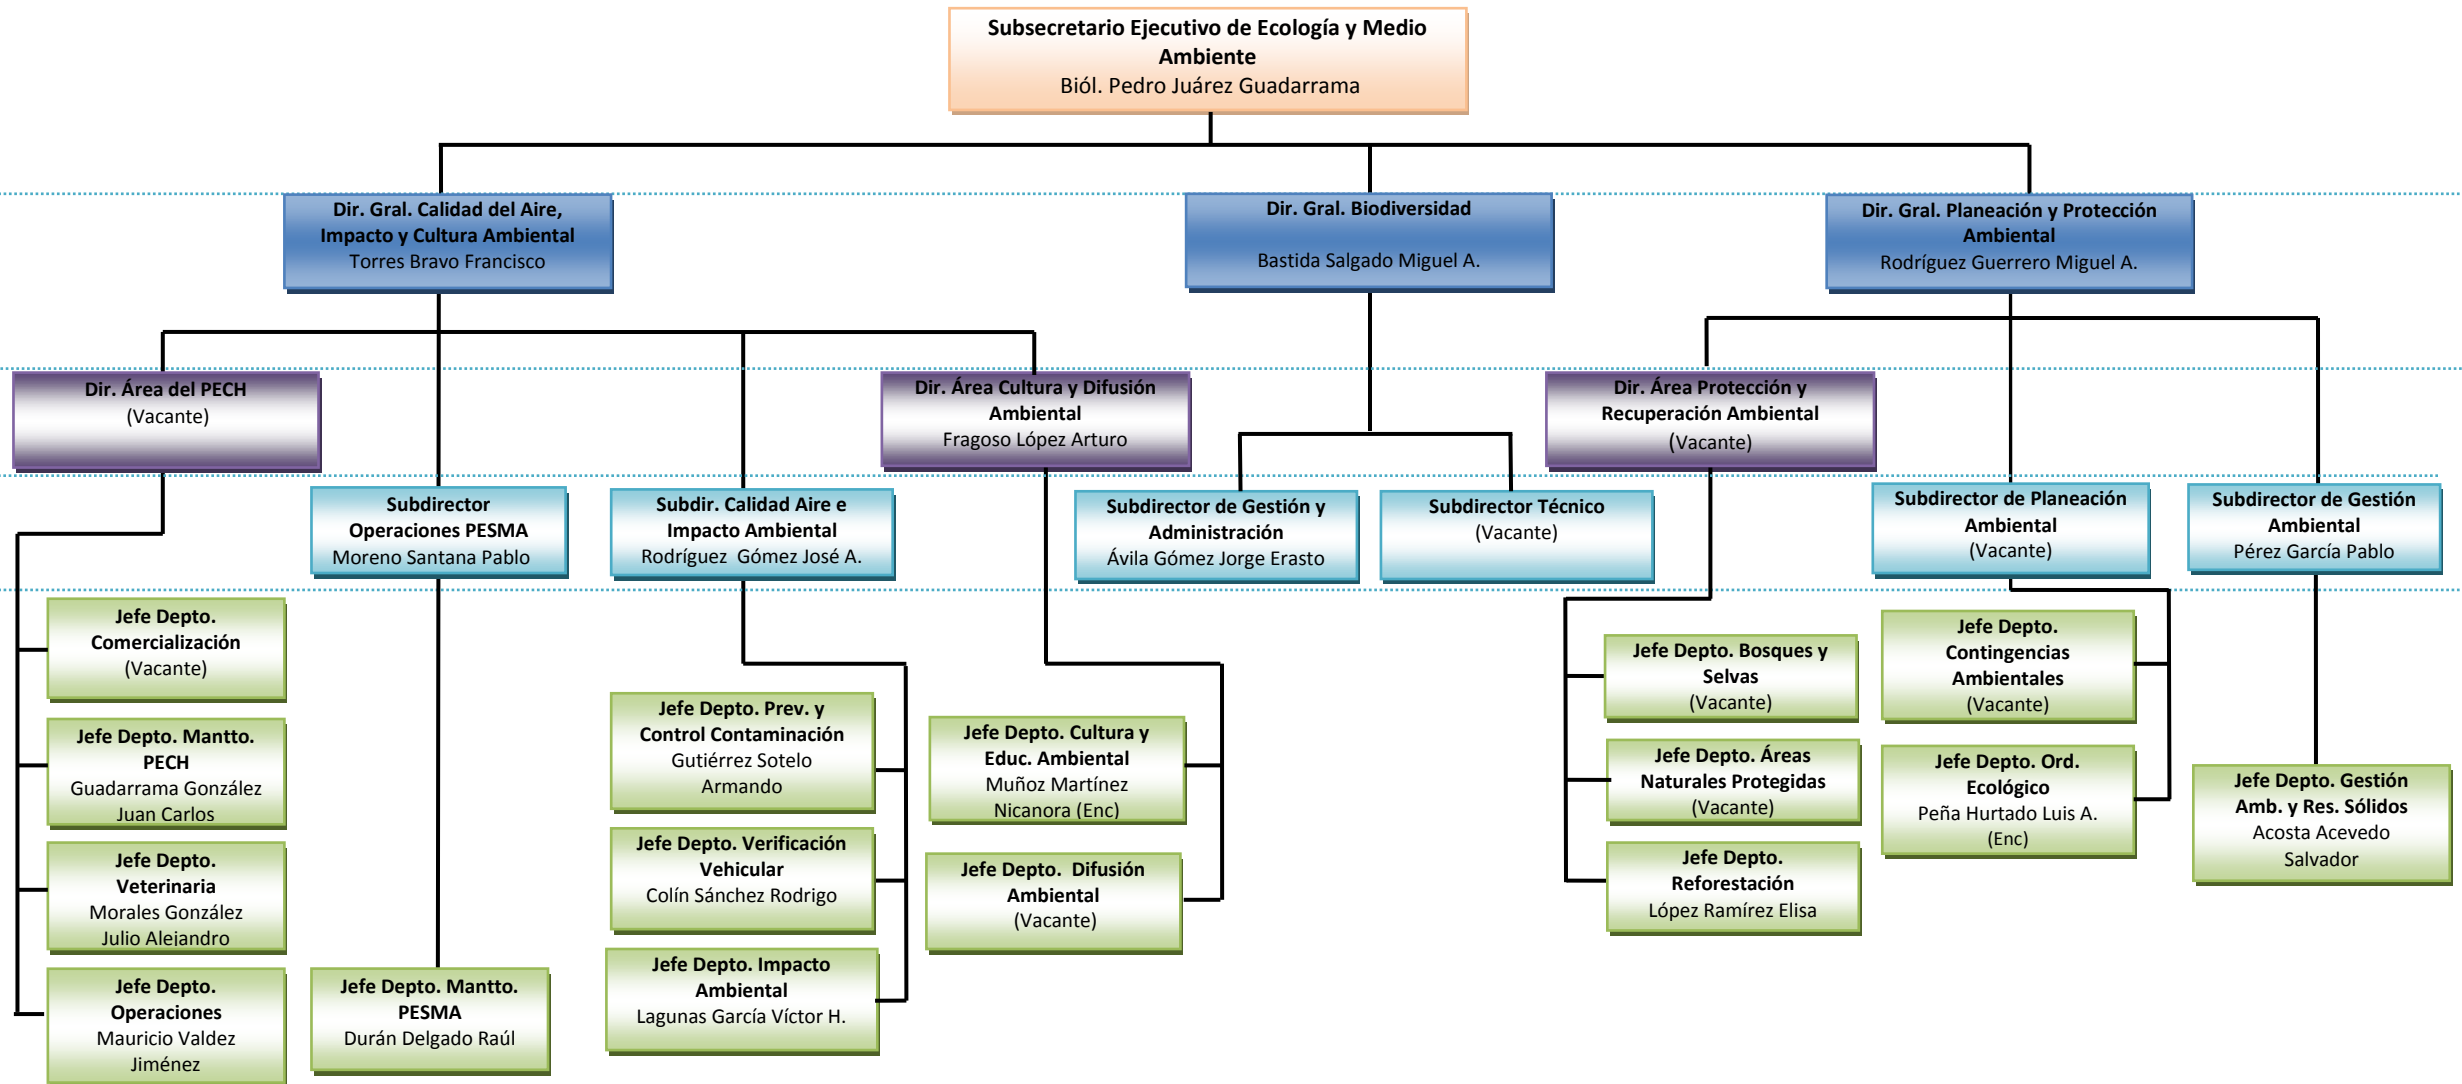 Subsecretario Ejecutivo de Ecología y Medio
Ambiente
Biól. Pedro Juárez Guadarrama
Dir. Gral. Calidad del Aire,
Impacto y Cultura Ambiental
Torres Bravo Francisco
Dir. Gral. Biodiversidad
Bastida Salgado Miguel A.
Dir. Gral. Planeación y Protección
Ambiental
Rodríguez Guerrero Miguel A.
Dir. Área del PECH
(Vacante)
Dir. Área Cultura y Difusión
Ambiental
Fragoso López Arturo
Dir. Área Protección y
Recuperación Ambiental
(Vacante)
Subdirector
Operaciones PESMA
Moreno Santana Pablo
Subdir. Calidad Aire e
Impacto Ambiental
Rodríguez  Gómez José A.
Subdirector de Gestión y
Administración
Ávila Gómez Jorge Erasto
Subdirector Técnico
(Vacante)
Subdirector de Planeación
Ambiental
(Vacante)
Subdirector de Gestión
Ambiental
Pérez García Pablo
Jefe Depto.
Comercialización
(Vacante)
Jefe Depto. Mantto.
PECH
Guadarrama González
Juan Carlos
Jefe Depto.
Veterinaria
Morales González
Julio Alejandro
Jefe Depto.
Operaciones
Mauricio Valdez
Jiménez
Jefe Depto. Mantto.
PESMA
Durán Delgado Raúl
Jefe Depto. Prev. y
Control Contaminación
Gutiérrez Sotelo
Armando
Jefe Depto. Verificación
Vehicular
Colín Sánchez Rodrigo
Jefe Depto. Impacto
Ambiental
Lagunas García Víctor H.
Jefe Depto. Cultura y
Educ. Ambiental
Muñoz Martínez
Nicanora (Enc)
Jefe Depto.  Difusión
Ambiental
(Vacante)
Jefe Depto. Bosques y
Selvas
(Vacante)
Jefe Depto. Áreas
Naturales Protegidas
(Vacante)
Jefe Depto.
Reforestación
López Ramírez Elisa
Jefe Depto.
Contingencias
Ambientales
(Vacante)
Jefe Depto. Ord.
Ecológico
Peña Hurtado Luis A.
(Enc)
Jefe Depto. Gestión
Amb. y Res. Sólidos
Acosta Acevedo
Salvador